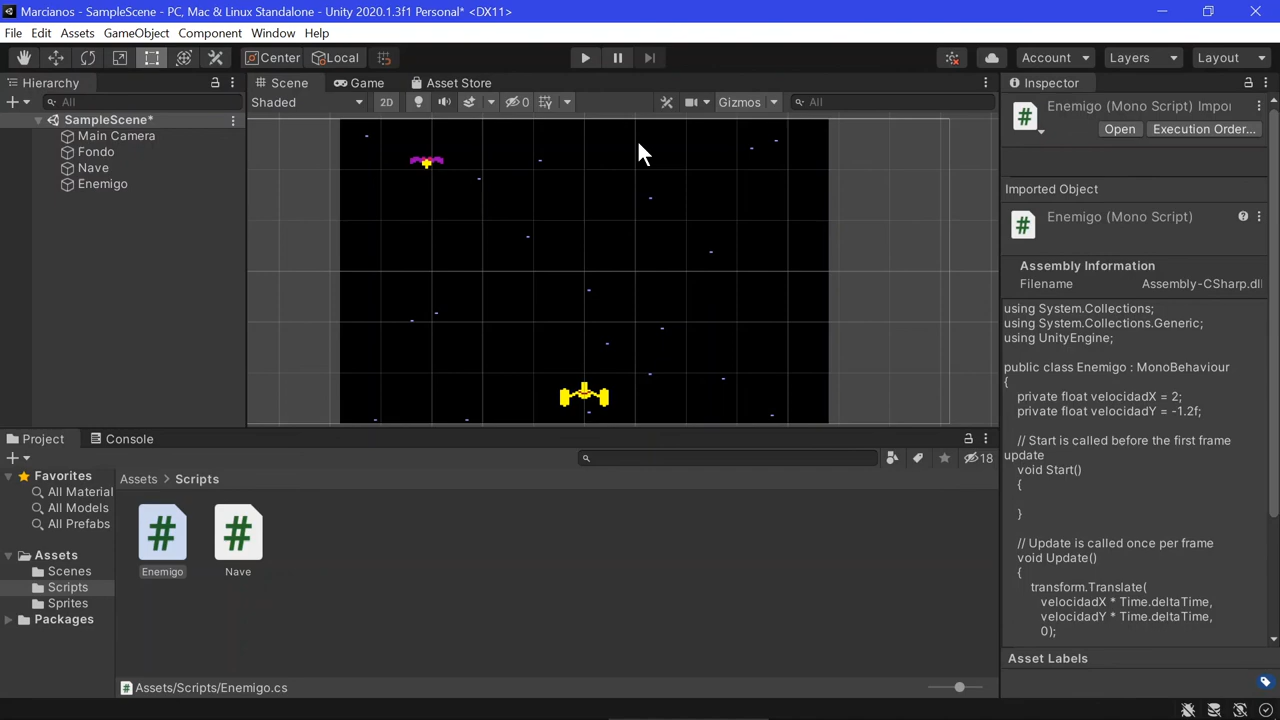 Marcianos - SampleScene - PC, Mac & Linux Standalone - Unity 2020.1.3f1 Personal* <DX11>
File Edit Assets GameObject Component Window Help
Center Local Account Layers Layout
Hierarchy
All
SampleScene*
Main Camera
Fondo
Nave
Enemigo
Scene Game Asset Store
Shaded 2D 0 Gizmos All
Inspector
Enemigo (Mono Script) Impor
Open Execution Order...
Imported Object
Enemigo (Mono Script)
Assembly Information
Filename Assembly-CSharp.dl
using System.Collections;
using System.Collections.Generic;
using UnityEngine;
public class Enemigo : MonoBehaviour
{
private float velocidadX = 2;
private float velocidadY = -1.2f;
// Start is called before the first frame
update
void Start()
{
}
// Update is called once per frame
void Update()
{
transform.Translate(
velocidadX * Time.deltaTime,
velocidadY * Time.deltaTime,
0);
Asset Labels
Project Console
18
Favorites
All Material
All Models
All Prefabs
Assets
Scenes
Scripts
Sprites
Packages
Assets > Scripts
# #
Enemigo Nave
Assets/Scripts/Enemigo.cs